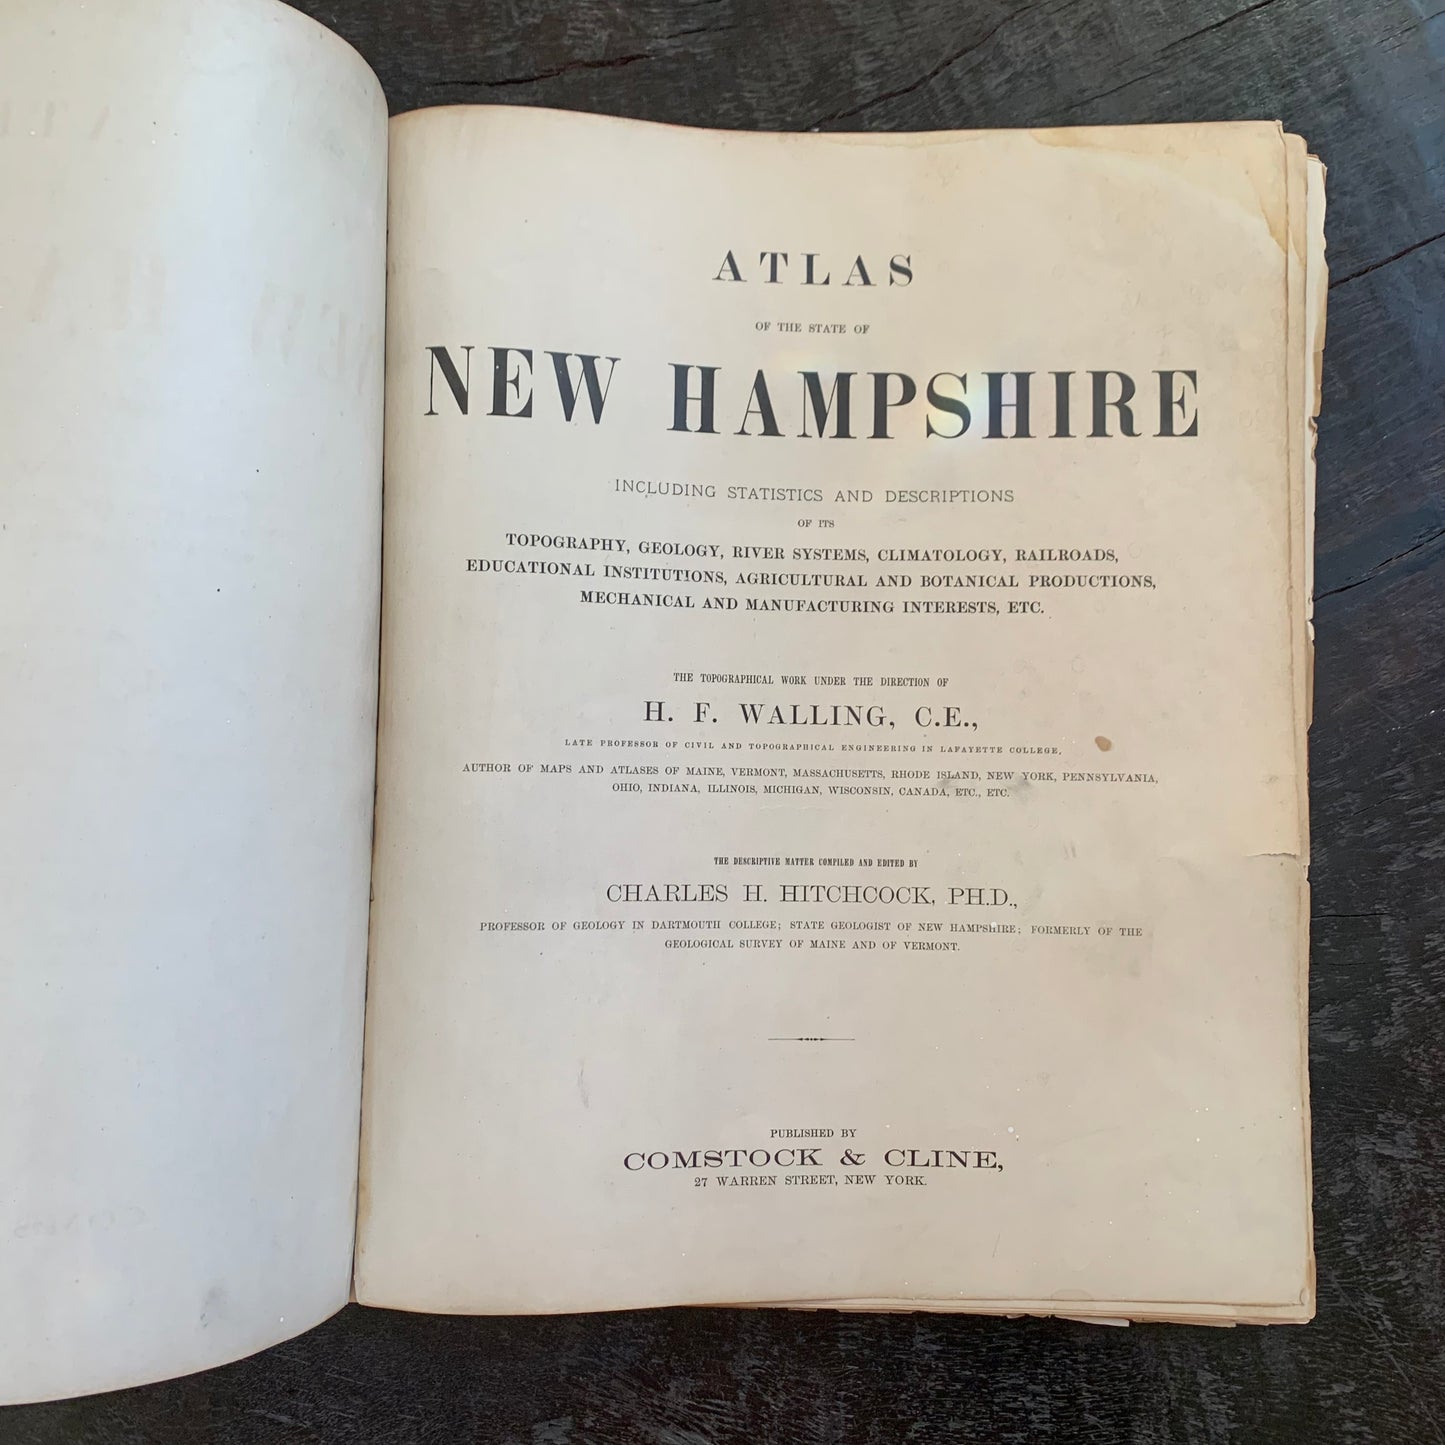 ATLAS
OF THE STATE OF
NEW HAMPSHIRE
INCLUDING STATISTICS AND DESCRIPTIONS
OF ITS
TOPOGRAPHY, GEOLOGY, RIVER SYSTEMS, CLIMATOLOGY, RAILROADS,
EDUCATIONAL INSTITUTIONS, AGRICULTURAL AND BOTANICAL PRODUCTIONS,
MECHANICAL AND MANUFACTURING INTERESTS, ETC.
THE TOPOGRAPHICAL WORK UNDER THE DIRECTION OF
H. F. WALLING, C.E.,
LATE PROFESSOR OF CIVIL AND TOPOGRAPHICAL ENGINEERING IN LAFAYETTE COLLEGE,
AUTHOR OF MAPS AND ATLASES OF MAINE, VERMONT, MASSACHUSETTS, RHODE ISLAND, NEW YORK, PENNSYLVANIA,
OHIO, INDIANA, ILLINOIS, MICHIGAN, WISCONSIN, CANADA, ETC., ETC.
THE DESCRIPTIVE MATTER COMPILED AND EDITED BY
CHARLES H. HITCHCOCK, PH.D.,
PROFESSOR OF GEOLOGY IN DARTMOUTH COLLEGE; STATE GEOLOGIST OF NEW HAMPSHIRE; FORMERLY OF THE
GEOLOGICAL SURVEY OF MAINE AND OF VERMONT.
PUBLISHED BY
COMSTOCK & CLINE,
27 WARREN STREET, NEW YORK.